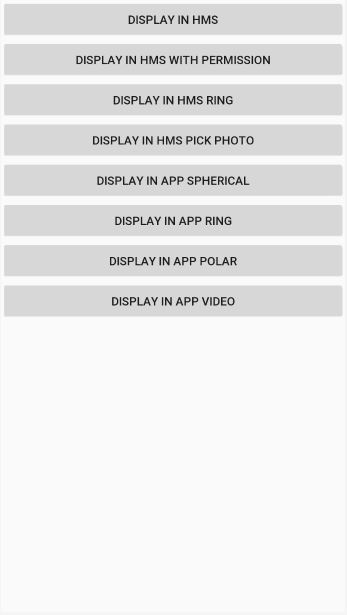 DISPLAY IN HMS
DISPLAY IN HMS WITH PERMISSION
DISPLAY IN HMS RING
DISPLAY IN HMS PICK PHOTO
DISPLAY IN APP SPHERICAL
DISPLAY IN APP RING
DISPLAY IN APP POLAR
DISPLAY IN APP VIDEO